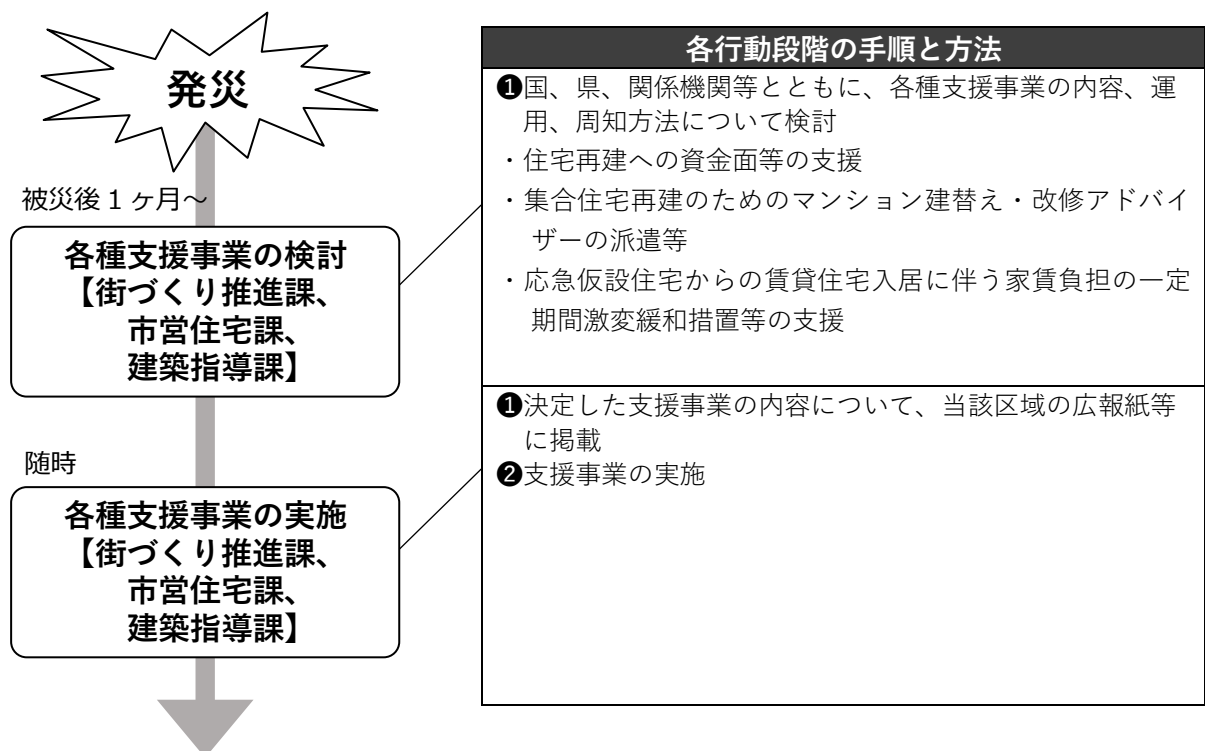 発災
被災後1ヶ月～
各種支援事業の検討
【街づくり推進課、
市営住宅課、
建築指導課】
随時
各種支援事業の実施
【街づくり推進課、
市営住宅課、
建築指導課】
各行動段階の手順と方法
❶国、県、関係機関等とともに、各種支援事業の内容、運
用、周知方法について検討
・住宅再建への資金面等の支援
・集合住宅再建のためのマンション建替え・改修アドバイ
ザーの派遣等
・応急仮設住宅からの賃貸住宅入居に伴う家賃負担の一定
期間激変緩和措置等の支援
❶決定した支援事業の内容について、当該区域の広報紙等
に掲載
❷支援事業の実施